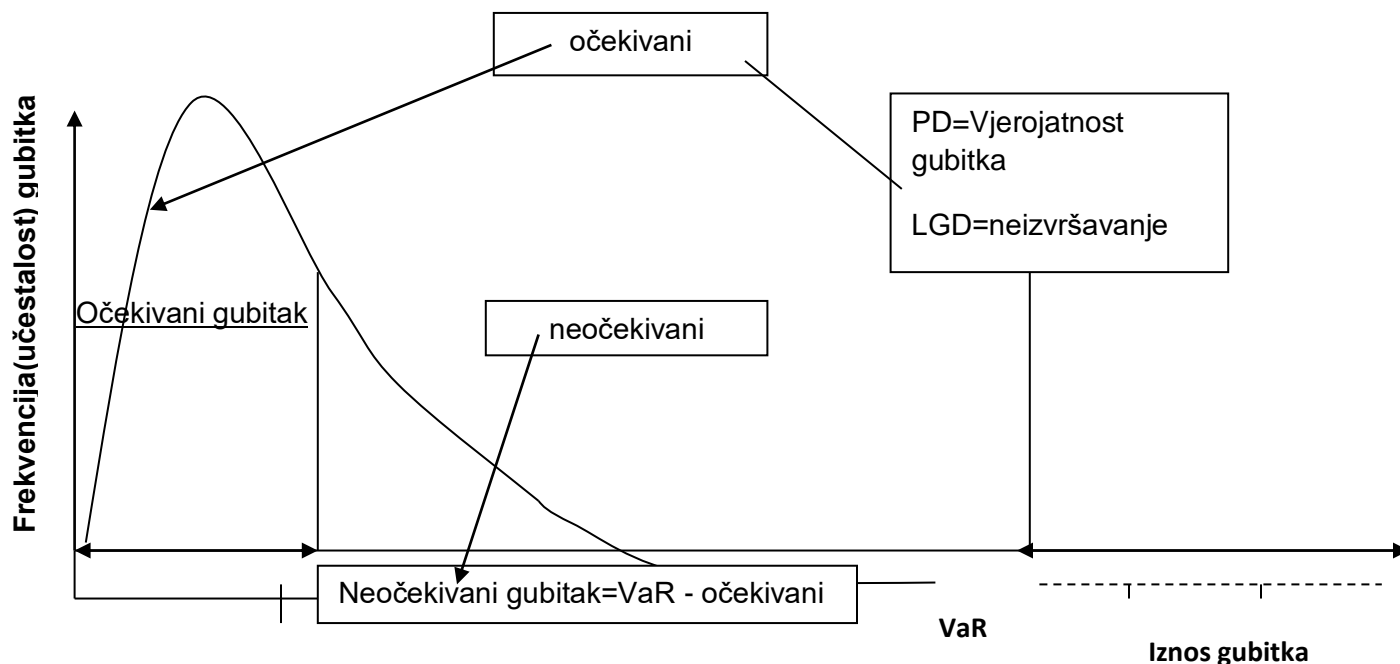 očekivani
Frekvencija(učestalost) gubitka
PD=Vjerojatnost
gubitka
LGD=neizvršavanje
Očekivani gubitak
neočekivani
Neočekivani gubitak=VaR - očekivani
VaR
Iznos gubitka